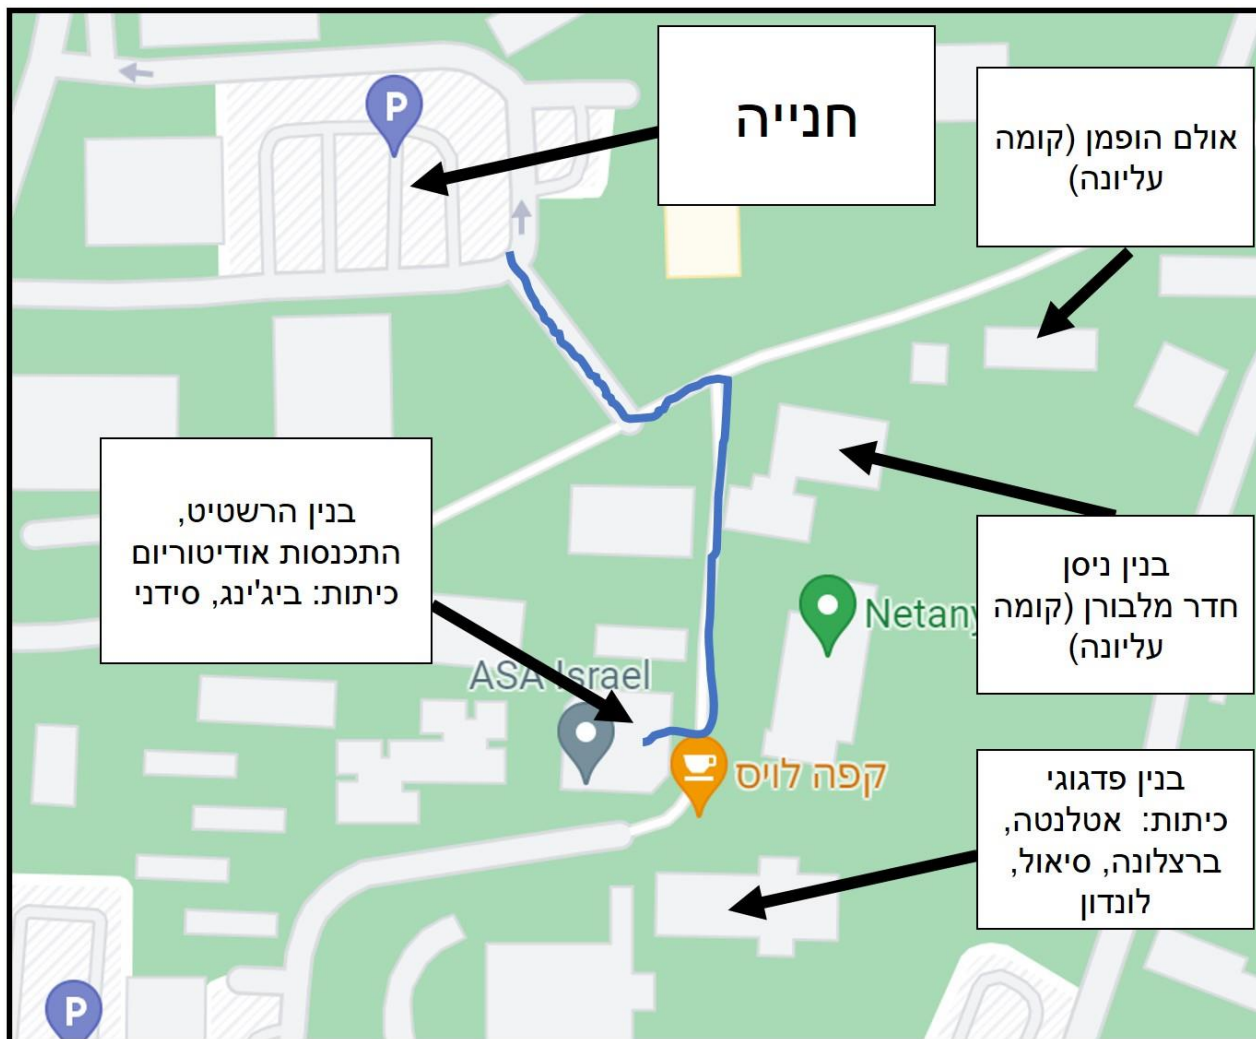 P
חנייה
אולם הופמן (קומה
עליונה)
בנין הרשטיט,
התכנסות אודיטוריום
כיתות: ביג'ינג, סידני
בנין ניסן
חדר מלבורן (קומה
עליונה)
Netany
ASA Israel
קפה לויס
בנין פדגוגי
כיתות: אטלנטה,
ברצלונה, סיאול,
לונדון
P